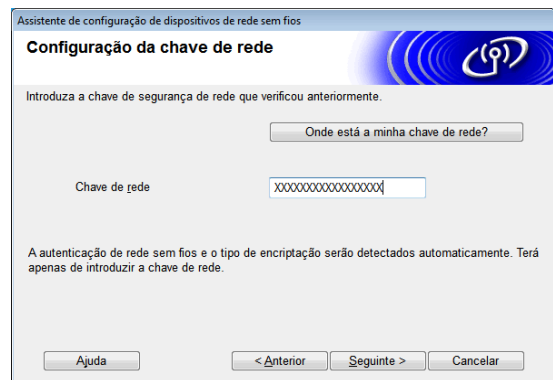 Assistente de configuração de dispositivos de rede sem fios
Configuração da chave de rede
Introduza a chave de segurança de rede que verificou anteriormente.
Onde está a minha chave de rede?
Chave de rede
XXXXXXXXXXXXXXXXX
A autenticação de rede sem fios e o tipo de encriptação serão detectados automaticamente. Terá
apenas de introduzir a chave de rede.
Ajuda
< Anterior
Seguinte >
Cancelar